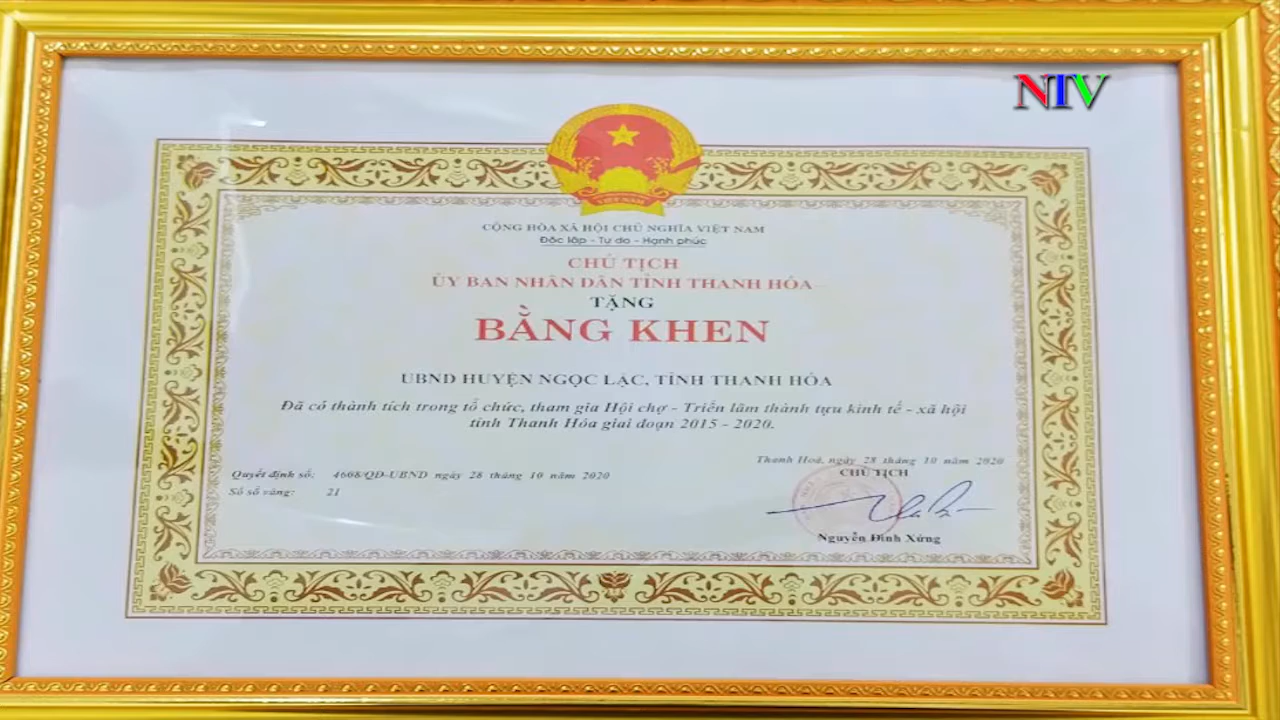 NTV
VIỆT NAM
CỘNG HÒA XÃ HỘI CHỦ NGHĨA VIỆT NAM
Độc lập - Tự do - Hạnh phúc
CHỦ TỊCH
ỦY BAN NHÂN DÂN TỈNH THANH HÓA
TẶNG
BẰNG KHEN
UBND HUYỆN NGỌC LẶC, TỈNH THANH HÓA
Đã có thành tích trong tổ chức, tham gia Hội chợ - Triển lãm thành tựu kinh tế - xã hội
tỉnh Thanh Hóa giai đoạn 2015 - 2020.
Thanh Hoá, ngày 28 tháng 10 năm 2020
CHỦ TỊCH
Quyết định số: 4608/QĐ-UBND ngày 28 tháng 10 năm 2020
Số sổ vàng: 21
Nguyễn Đình Xứng